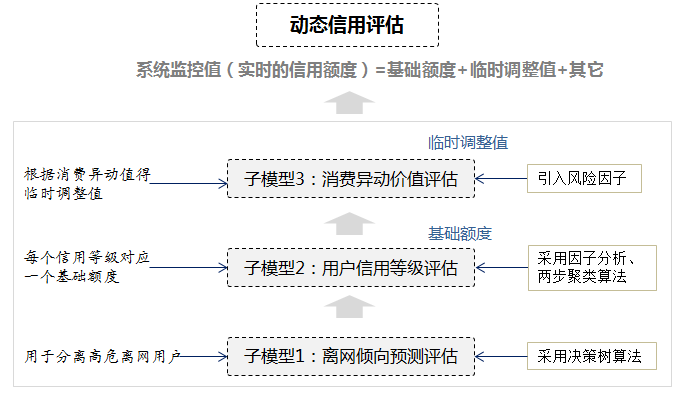 动态信用评估
系统监控值（实时的信用额度）=基础额度+临时调整值+其它
临时调整值
根据消费异动值得
临时调整值
子模型3：消费异动价值评估
引入风险因子
基础额度
每个信用等级对应
一个基础额度
子模型2：用户信用等级评估
采用因子分析、
两步聚类算法
用于分离高危离网用户
子模型1：离网倾向预测评估
采用决策树算法